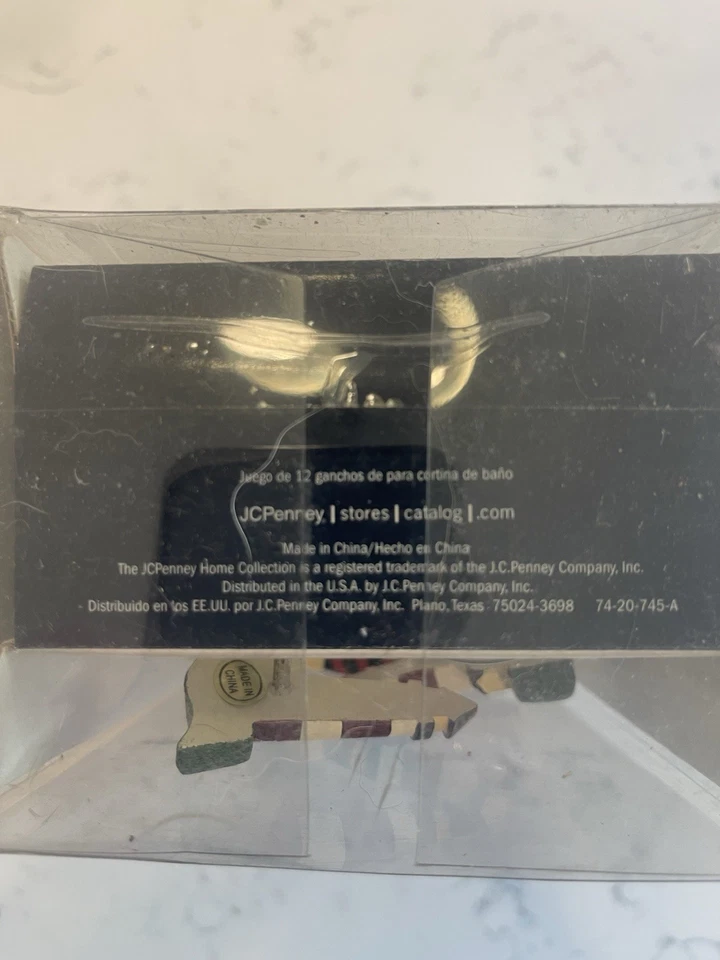 Juego de 12 ganchos de para cortina de baño
JCPenney | stores | catalog | .com
Made in China/Hecho en China
The JCPenney Home Collection is a registered trademark of the J.C.Penney Company, Inc.
Distributed in the U.S.A. by J.C.Penney Company, Inc.
Distribuido en los EE.UU. por J.C.Penney Company, Inc. Plano, Texas 75024-3698 74-20-745-A
MADE IN
CHINA